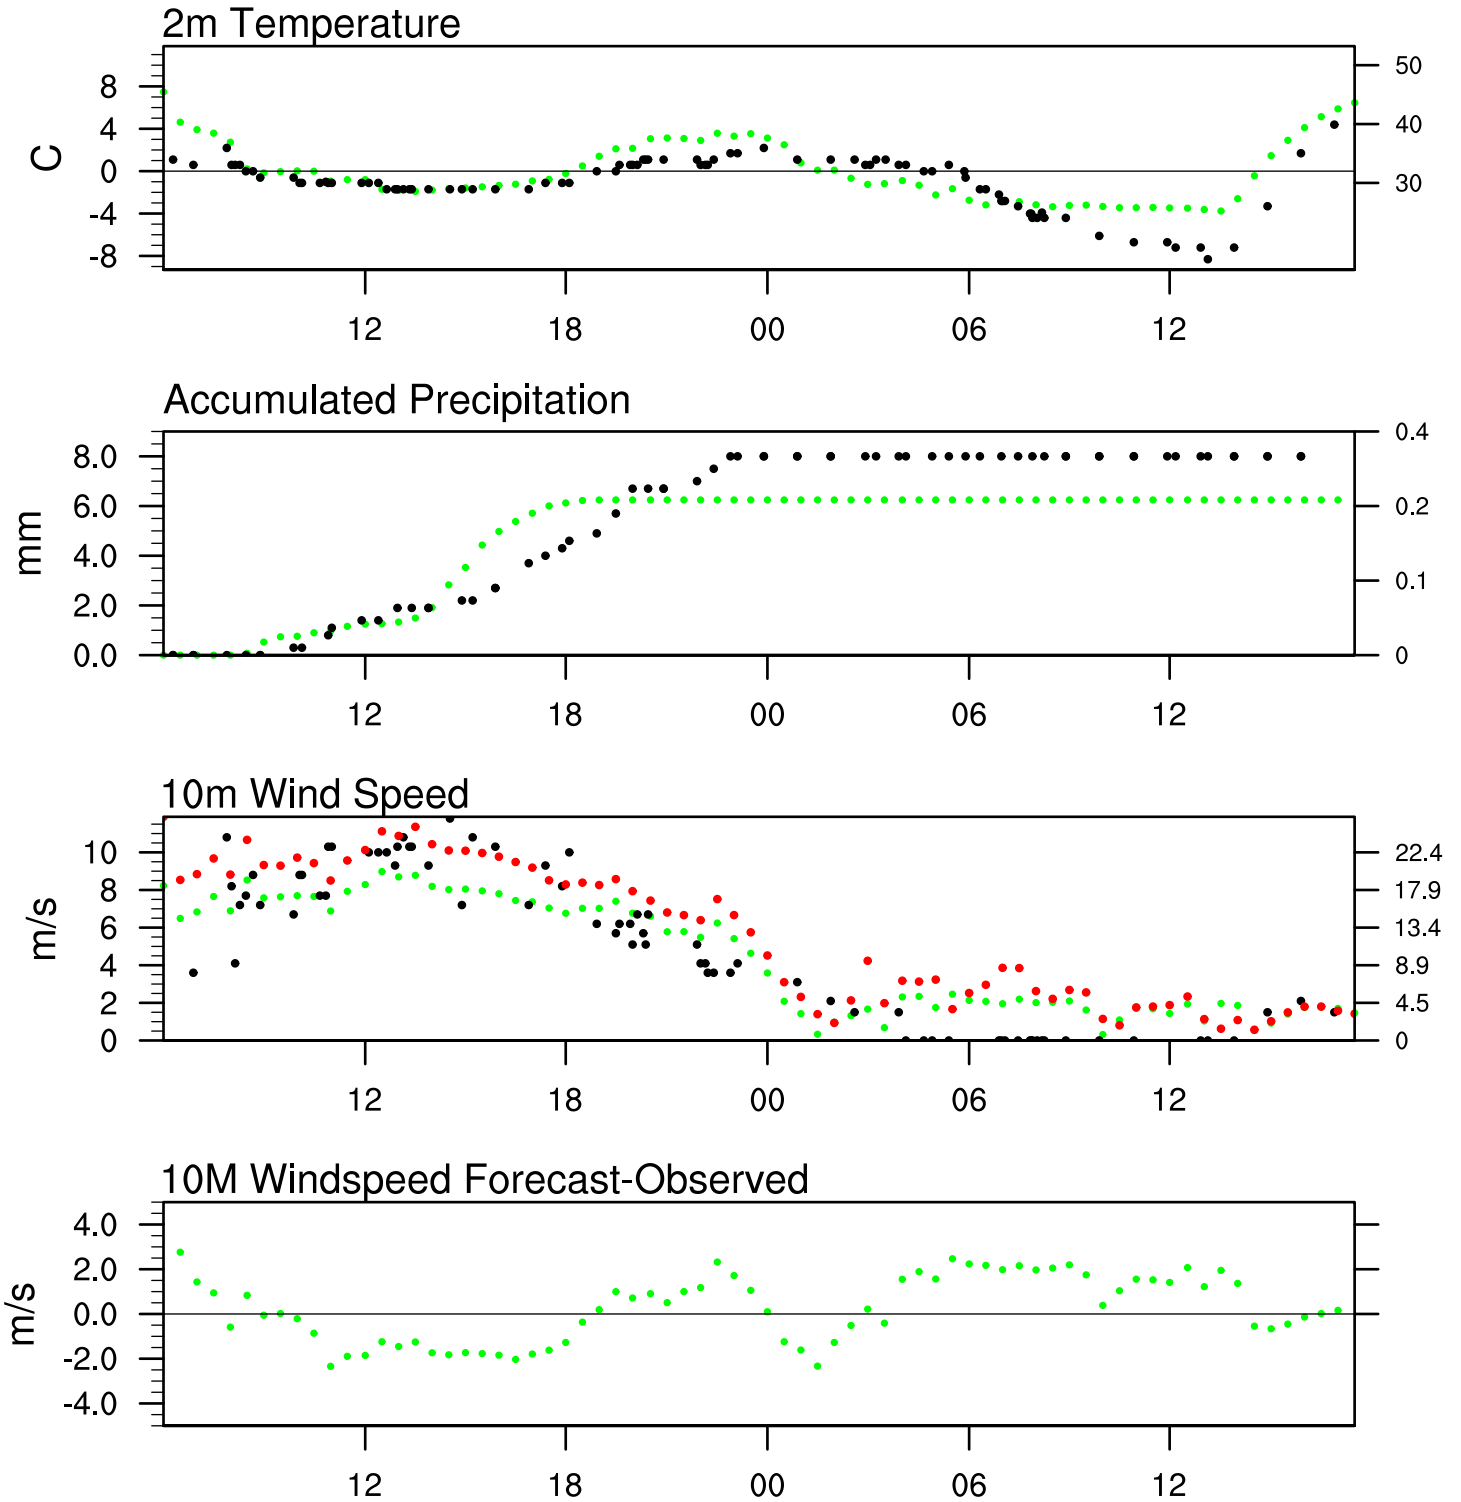 2m Temperature
C
8
4
0
-4
-8
50
40
30
12 18 00 06 12
Accumulated Precipitation
mm
8.0
6.0
4.0
2.0
0.0
0.4
0.2
0.1
0
12 18 00 06 12
10m Wind Speed
m/s
10
8
6
4
2
0
22.4
17.9
13.4
8.9
4.5
0
12 18 00 06 12
10M Windspeed Forecast-Observed
m/s
4.0
2.0
0.0
-2.0
-4.0
12 18 00 06 12